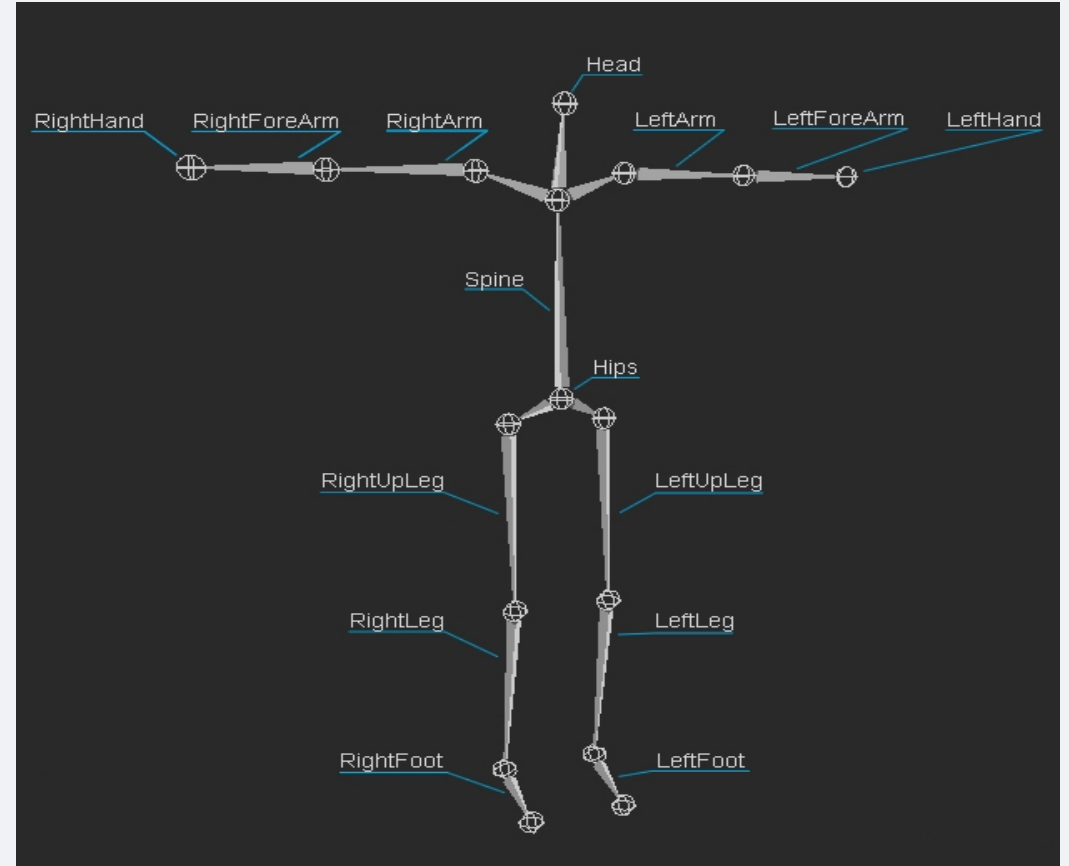 Head
RightHand
RightForeArm
RightArm
LeftArm
LeftForeArm
LeftHand
Spine
Hips
RightUpLeg
LeftUpLeg
RightLeg
LeftLeg
RightFoot
LeftFoot